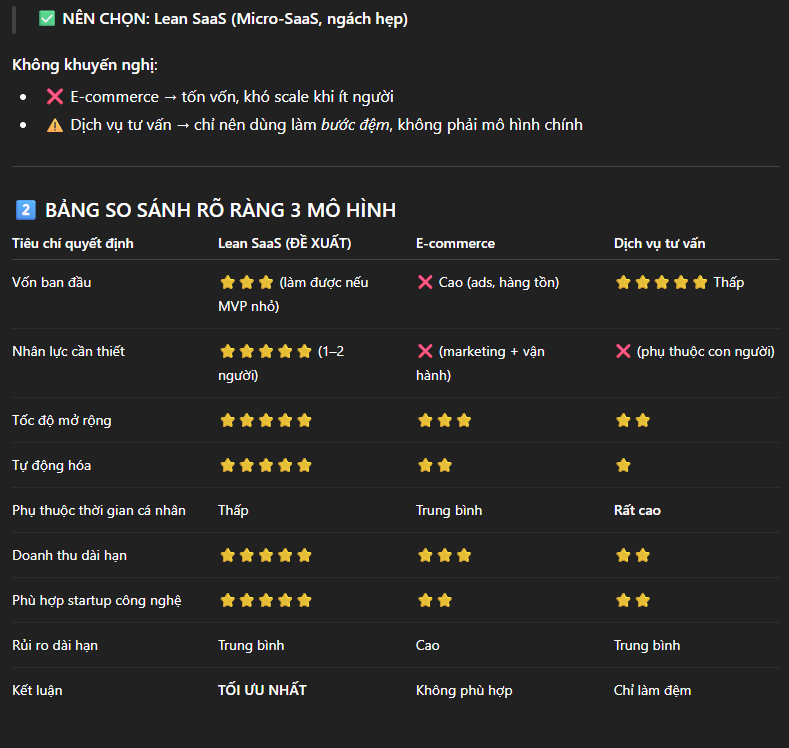 ✅ NÊN CHỌN: Lean SaaS (Micro-SaaS, ngách hẹp)
Không khuyến nghị:
• ❌ E-commerce → tốn vốn, khó scale khi ít người
• ⚠️ Dịch vụ tư vấn → chỉ nên dùng làm bước đệm, không phải mô hình chính
2️⃣ BẢNG SO SÁNH RÕ RÀNG 3 MÔ HÌNH
Tiêu chí quyết định Lean SaaS (ĐỀ XUẤT) E-commerce Dịch vụ tư vấn
Vốn ban đầu ⭐⭐⭐ (làm được nếu ❌ Cao (ads, hàng tồn) ⭐⭐⭐⭐⭐ Thấp
MVP nhỏ)
Nhân lực cần thiết ⭐⭐⭐⭐⭐ (1–2 ❌ (marketing + vận ❌ (phụ thuộc con người)
người) hành)
Tốc độ mở rộng ⭐⭐⭐⭐⭐ ⭐⭐⭐ ⭐⭐
Tự động hóa ⭐⭐⭐⭐⭐ ⭐⭐ ⭐
Phụ thuộc thời gian cá nhân Thấp Trung bình Rất cao
Doanh thu dài hạn ⭐⭐⭐⭐⭐ ⭐⭐⭐ ⭐⭐
Phù hợp startup công nghệ ⭐⭐⭐⭐⭐ ⭐⭐ ⭐⭐
Rủi ro dài hạn Trung bình Cao Trung bình
Kết luận TỐI ƯU NHẤT Không phù hợp Chỉ làm đệm